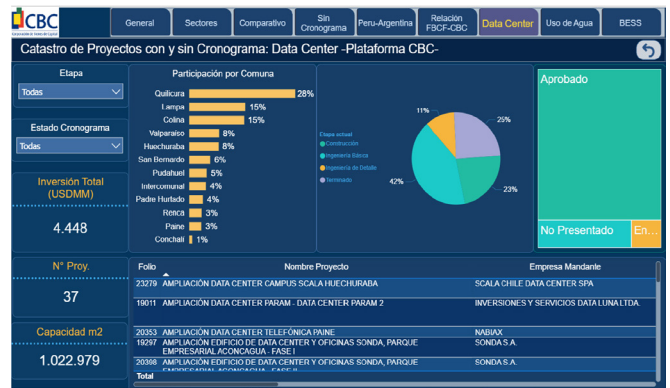 CBC
General
Sectores
Comparativo
Sin Cronograma
Peru-Argentina
Relación FBCF-CBC
Data Center
Uso de Agua
BESS
Catastro de Proyectos con y sin Cronograma: Data Center -Plataforma CBC-
Etapa
Todas
Estado Cronograma
Todas
Inversión Total
(USDMM)
4.448
N° Proy.
37
Capacidad m2
1.022.979
Participación por Comuna
Quilicura 28%
Lampa 15%
Colina 15%
Valparaíso 8%
Huechuraba 8%
San Bernardo 6%
Pudahuel 5%
Intercomunal 4%
Padre Hurtado 4%
Renca 3%
Paine 3%
Conchalí 1%
Etapa actual
Construcción
Ingeniería Básica
Ingeniería de Detalle
Terminado
11%
25%
42%
23%
Aprobado
No Presentado
En...
Folio Nombre Proyecto Empresa Mandante
23279 AMPLIACIÓN DATA CENTER CAMPUS SCALA HUECHURABA SCALA CHILE DATA CENTER SPA
19011 AMPLIACIÓN DATA CENTER PARAM - DATA CENTER PARAM 2 INVERSIONES Y SERVICIOS DATA LUNA LTDA.
20353 AMPLIACIÓN DATA CENTER TELEFÓNICA PAINE NABIAX
19297 AMPLIACIÓN EDIFICIO DE DATA CENTER Y OFICINAS SONDA, PARQUE SONDA S.A.
EMPRESARIAL ACONCAGUA - FASE I
20398 AMPLIACIÓN EDIFICIO DE DATA CENTER Y OFICINAS SONDA, PARQUE SONDA S.A.
EMPRESARIAL ACONCAGUA - FASE II
Total